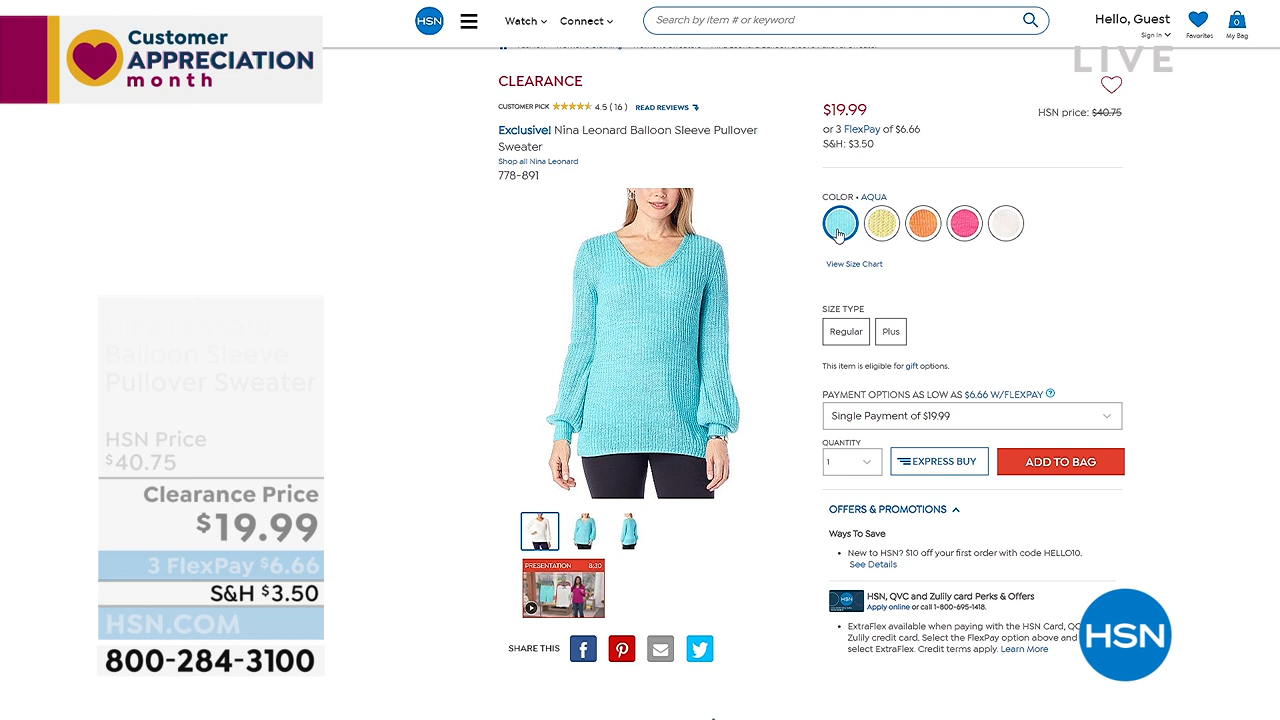 Customer
APPRECIATION
month
HSN
Watch
Connect
Search by item # or keyword
Hello, Guest
Sign In
Favorites
0
My Bag
LIVE
CLEARANCE
CUSTOMER PICK
4.5 ( 16 )
READ REVIEWS
Exclusive! Nina Leonard Balloon Sleeve Pullover
Sweater
Shop all Nina Leonard
778-891
$19.99
HSN price: $40.75
or 3 FlexPay of $6.66
S&H: $3.50
COLOR • AQUA
View Size Chart
SIZE TYPE
Regular
Plus
This item is eligible for gift options.
PAYMENT OPTIONS AS LOW AS $6.66 W/FLEXPAY ?
Single Payment of $19.99
QUANTITY
1
EXPRESS BUY
ADD TO BAG
OFFERS & PROMOTIONS
Ways To Save
• New to HSN? $10 off your first order with code HELLO10.
See Details
HSN, QVC and Zulily card Perks & Offers
Apply online or call 1-800-695-1418.
• ExtraFlex available when paying with the HSN Card, QC
Zulily credit card. Select the FlexPay option above and
select ExtraFlex. Credit terms apply. Learn More
HSN
PRESENTATION 8:30
SHARE THIS
Balloon Sleeve
Pullover Sweater
HSN Price
$40.75
Clearance Price
$19.99
3 FlexPay $6.66
S&H $3.50
HSN.COM
800-284-3100